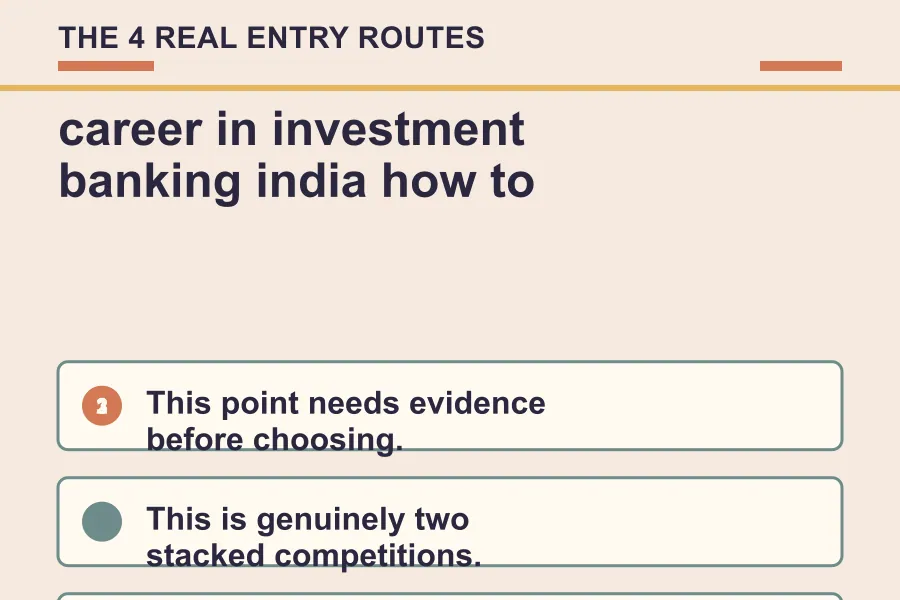 THE 4 REAL ENTRY ROUTES
career in investment
banking india how to
This point needs evidence
before choosing.
This is genuinely two
stacked competitions.